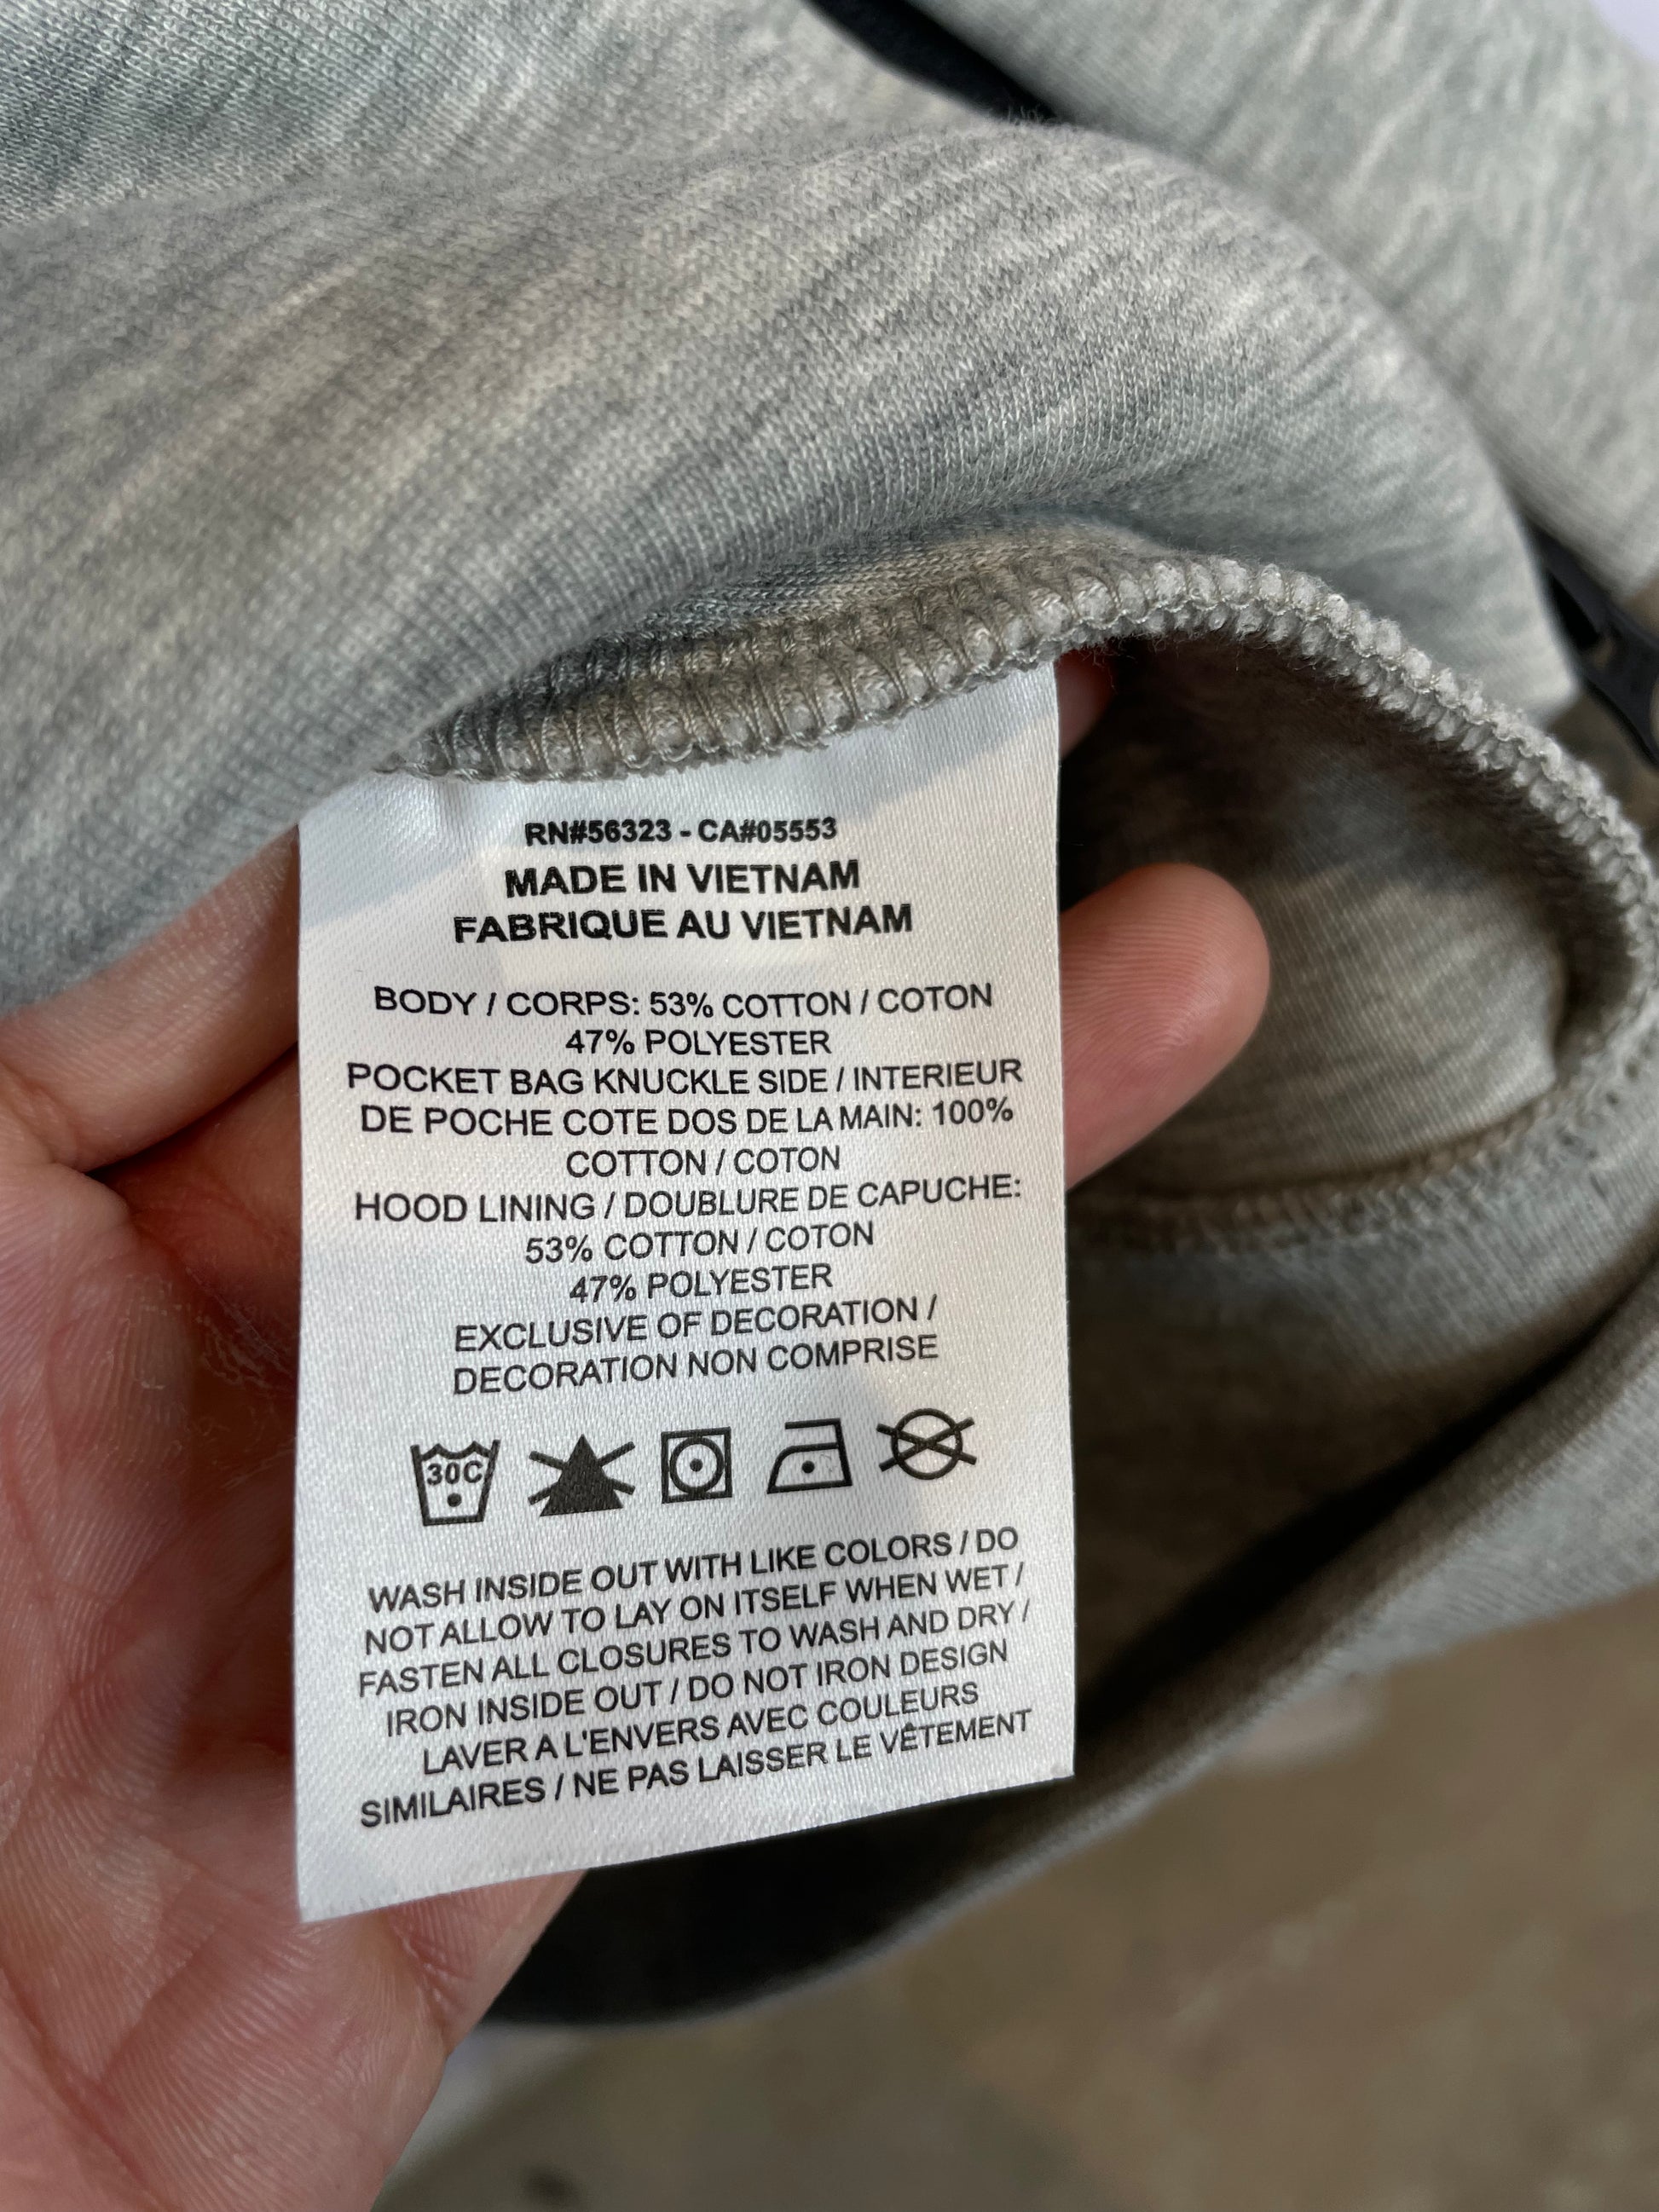 RN#56323 - CA#05553
MADE IN VIETNAM
FABRIQUE AU VIETNAM
BODY / CORPS: 53% COTTON / COTON
47% POLYESTER
POCKET BAG KNUCKLE SIDE / INTERIEUR
DE POCHE COTE DOS DE LA MAIN: 100%
COTTON / COTON
HOOD LINING / DOUBLURE DE CAPUCHE:
53% COTTON / COTON
47% POLYESTER
EXCLUSIVE OF DECORATION /
DECORATION NON COMPRISE
30C
WASH INSIDE OUT WITH LIKE COLORS / DO
NOT ALLOW TO LAY ON ITSELF WHEN WET /
FASTEN ALL CLOSURES TO WASH AND DRY /
IRON INSIDE OUT / DO NOT IRON DESIGN
LAVER A L'ENVERS AVEC COULEURS
SIMILAIRES / NE PAS LAISSER LE VÊTEMENT